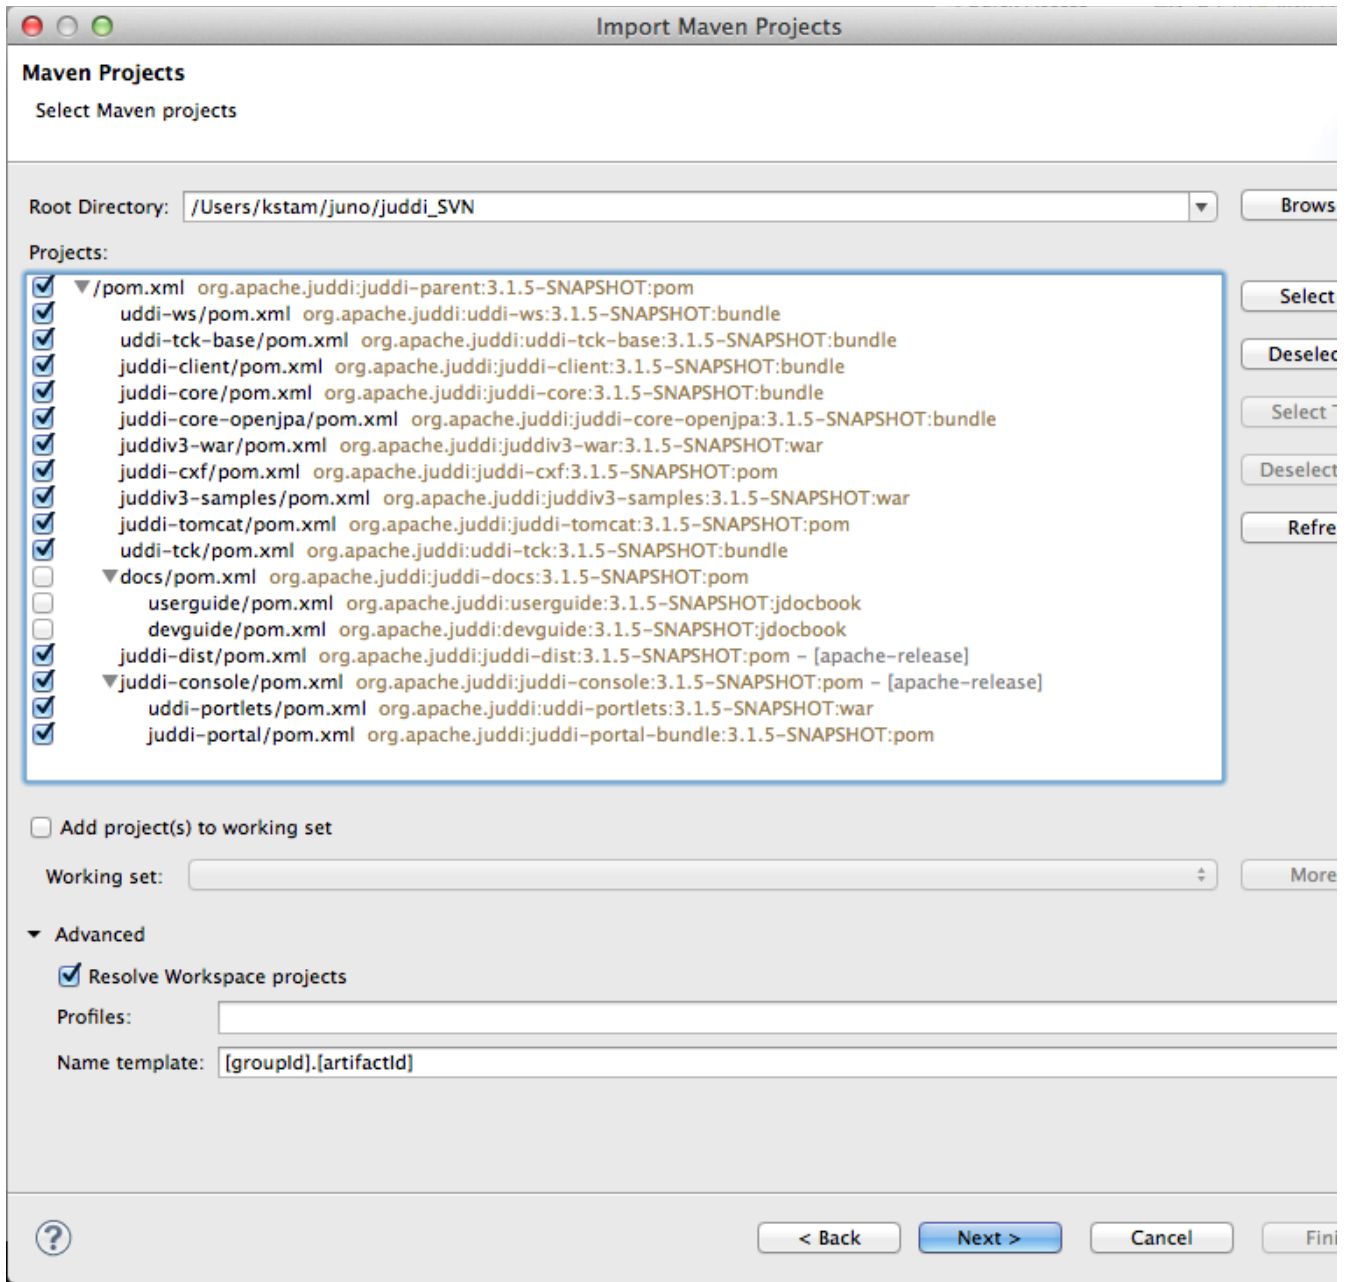 Import Maven Projects
Maven Projects
Select Maven projects
Root Directory: /Users/kstam/juno/juddi_SVN Brows
Projects:
/pom.xml org.apache.juddi:juddi-parent:3.1.5-SNAPSHOT:pom
Select
uddi-ws/pom.xml org.apache.juddi:uddi-ws:3.1.5-SNAPSHOT:bundle
uddi-tck-base/pom.xml org.apache.juddi:uddi-tck-base:3.1.5-SNAPSHOT:bundle
Deselec
juddi-client/pom.xml org.apache.juddi:juddi-client:3.1.5-SNAPSHOT:bundle
juddi-core/pom.xml org.apache.juddi:juddi-core:3.1.5-SNAPSHOT:bundle
juddi-core-openjpa/pom.xml org.apache.juddi:juddi-core-openjpa:3.1.5-SNAPSHOT:bundle
Select T
juddiv3-war/pom.xml org.apache.juddi:juddiv3-war:3.1.5-SNAPSHOT:war
juddi-cxf/pom.xml org.apache.juddi:juddi-cxf:3.1.5-SNAPSHOT:pom
Deselect
juddiv3-samples/pom.xml org.apache.juddi:juddiv3-samples:3.1.5-SNAPSHOT:war
juddi-tomcat/pom.xml org.apache.juddi:juddi-tomcat:3.1.5-SNAPSHOT:pom
Refre
uddi-tck/pom.xml org.apache.juddi:uddi-tck:3.1.5-SNAPSHOT:bundle
docs/pom.xml org.apache.juddi:juddi-docs:3.1.5-SNAPSHOT:pom
userguide/pom.xml org.apache.juddi:userguide:3.1.5-SNAPSHOT:jdocbook
devguide/pom.xml org.apache.juddi:devguide:3.1.5-SNAPSHOT:jdocbook
juddi-dist/pom.xml org.apache.juddi:juddi-dist:3.1.5-SNAPSHOT:pom - [apache-release]
juddi-console/pom.xml org.apache.juddi:juddi-console:3.1.5-SNAPSHOT:pom - [apache-release]
uddi-portlets/pom.xml org.apache.juddi:uddi-portlets:3.1.5-SNAPSHOT:war
juddi-portal/pom.xml org.apache.juddi:juddi-portal-bundle:3.1.5-SNAPSHOT:pom
Add project(s) to working set
Working set: More
Advanced
Resolve Workspace projects
Profiles:
Name template: [groupId].[artifactId]
? < Back Next > Cancel Fini